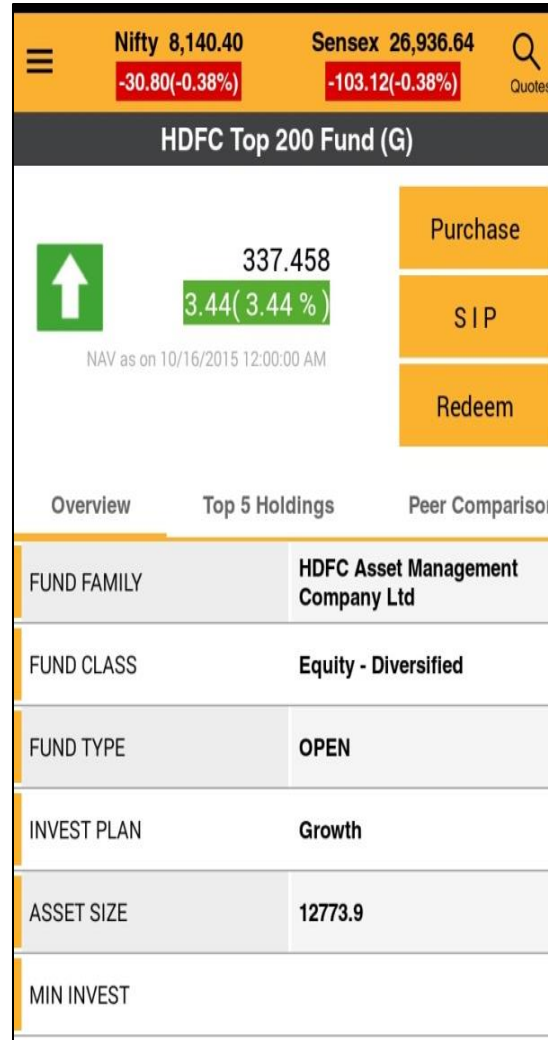 Nifty 8,140.40 Sensex 26,936.64
-30.80(-0.38%) -103.12(-0.38%) Quotes
HDFC Top 200 Fund (G)
Purchase
337.458
3.44( 3.44 % )
S I P
NAV as on 10/16/2015 12:00:00 AM
Redeem
Overview Top 5 Holdings Peer Comparison
FUND FAMILY HDFC Asset Management
Company Ltd
FUND CLASS Equity - Diversified
FUND TYPE OPEN
INVEST PLAN Growth
ASSET SIZE 12773.9
MIN INVEST